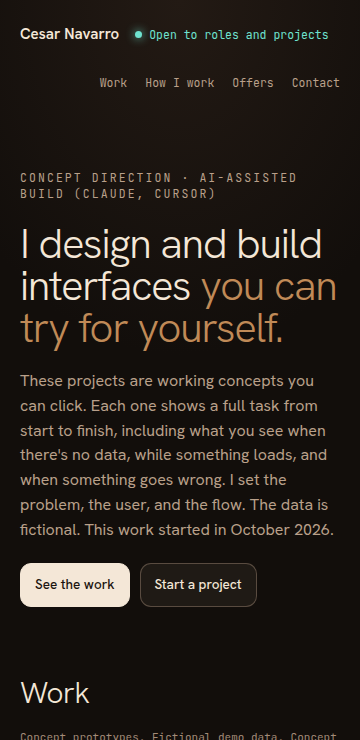 Cesar Navarro
Open to roles and projects
Work How I work Offers Contact
CONCEPT DIRECTION · AI-ASSISTED
BUILD (CLAUDE, CURSOR)
I design and build
interfaces you can
try for yourself.
These projects are working concepts you
can click. Each one shows a full task from
start to finish, including what you see when
there's no data, while something loads, and
when something goes wrong. I set the
problem, the user, and the flow. The data is
fictional. This work started in October 2026.
See the work
Start a project
Work
Concept prototypes. Fictional demo data. Concept